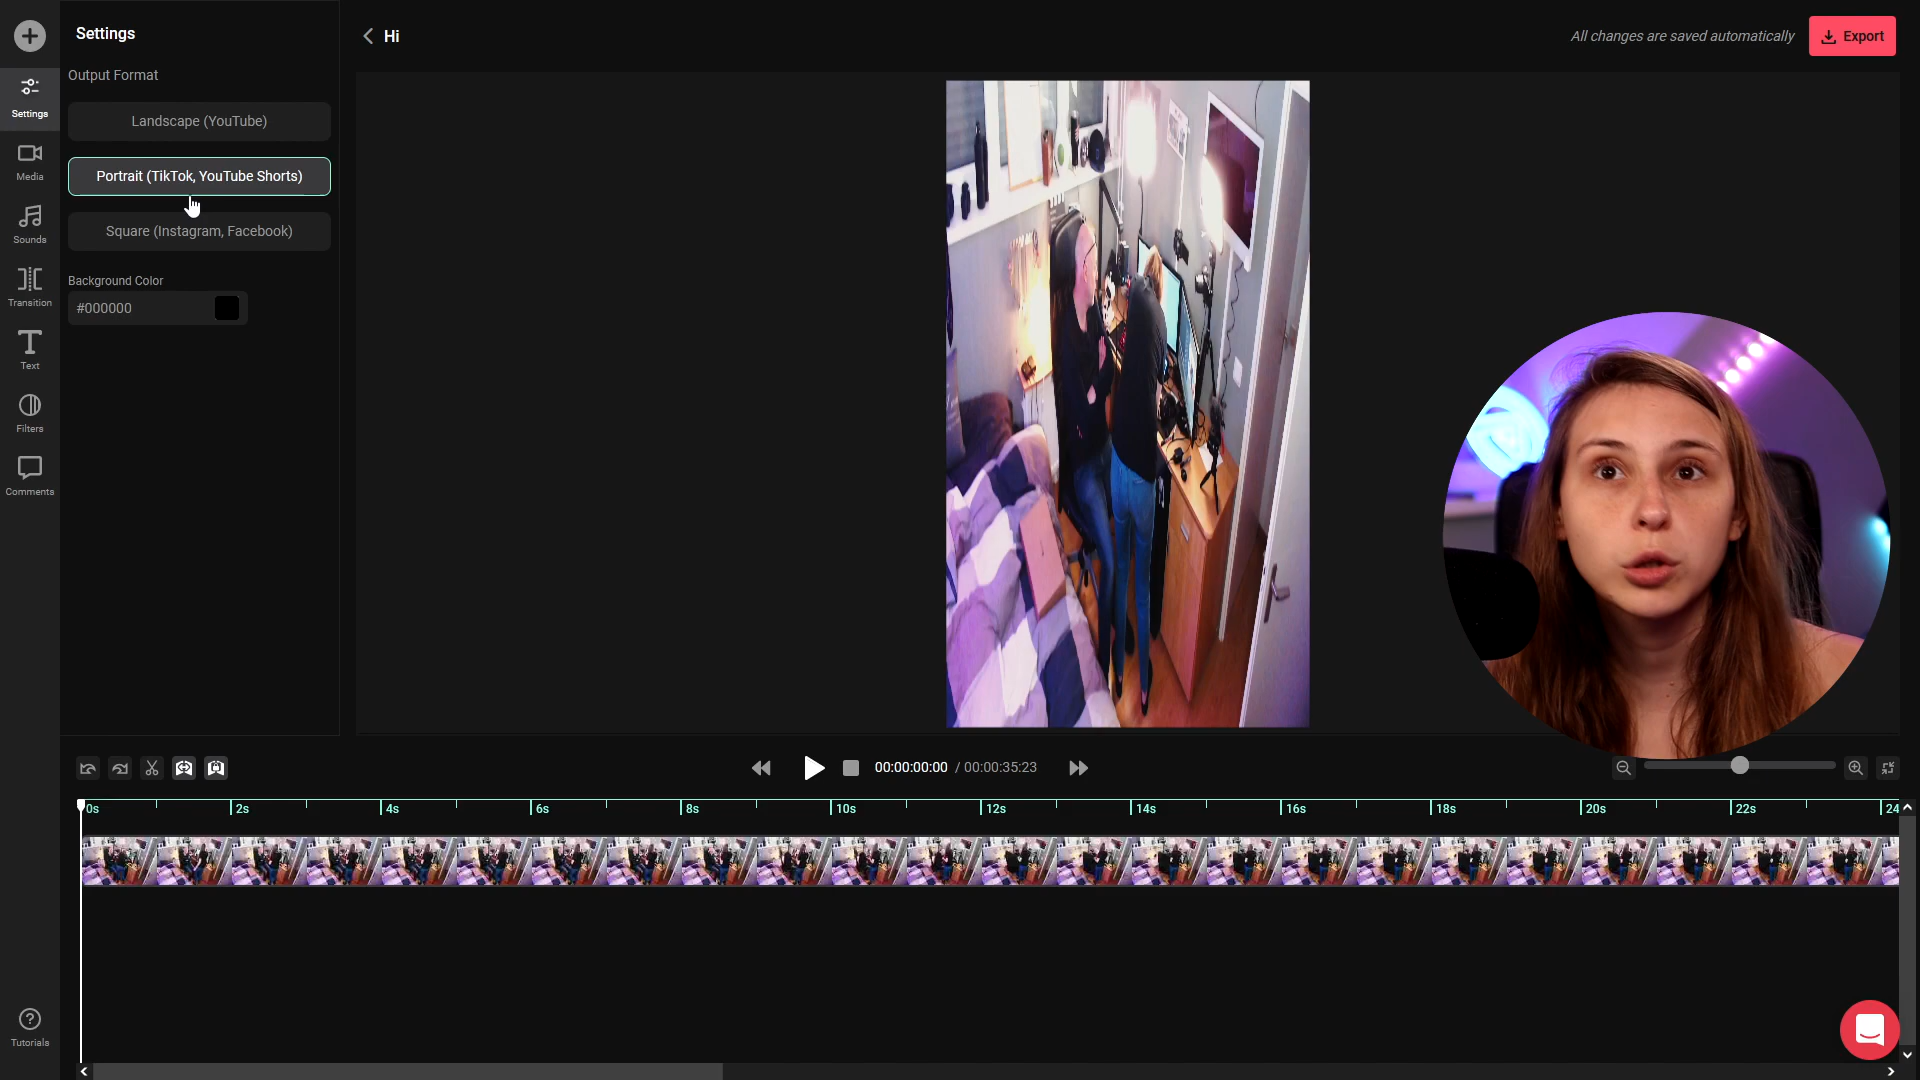 Settings
Hi
All changes are saved automatically
Export
Output Format
Landscape (YouTube)
Portrait (TikTok, YouTube Shorts)
Square (Instagram, Facebook)
Background Color
#000000
Settings
Media
Sounds
Transition
Text
Filters
Comments
Tutorials
00:00:00:00 / 00:00:35:23
0s 2s 4s 6s 8s 10s 12s 14s 16s 18s 20s 22s 24